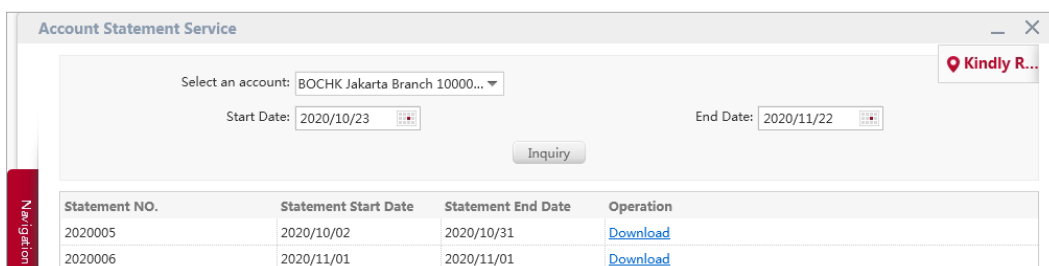 Account Statement Service
Kindly R...
Select an account: BOCHK Jakarta Branch 10000...
Start Date: 2020/10/23 End Date: 2020/11/22
Inquiry
Navigation
Statement NO. Statement Start Date Statement End Date Operation
2020005 2020/10/02 2020/10/31 Download
2020006 2020/11/01 2020/11/01 Download